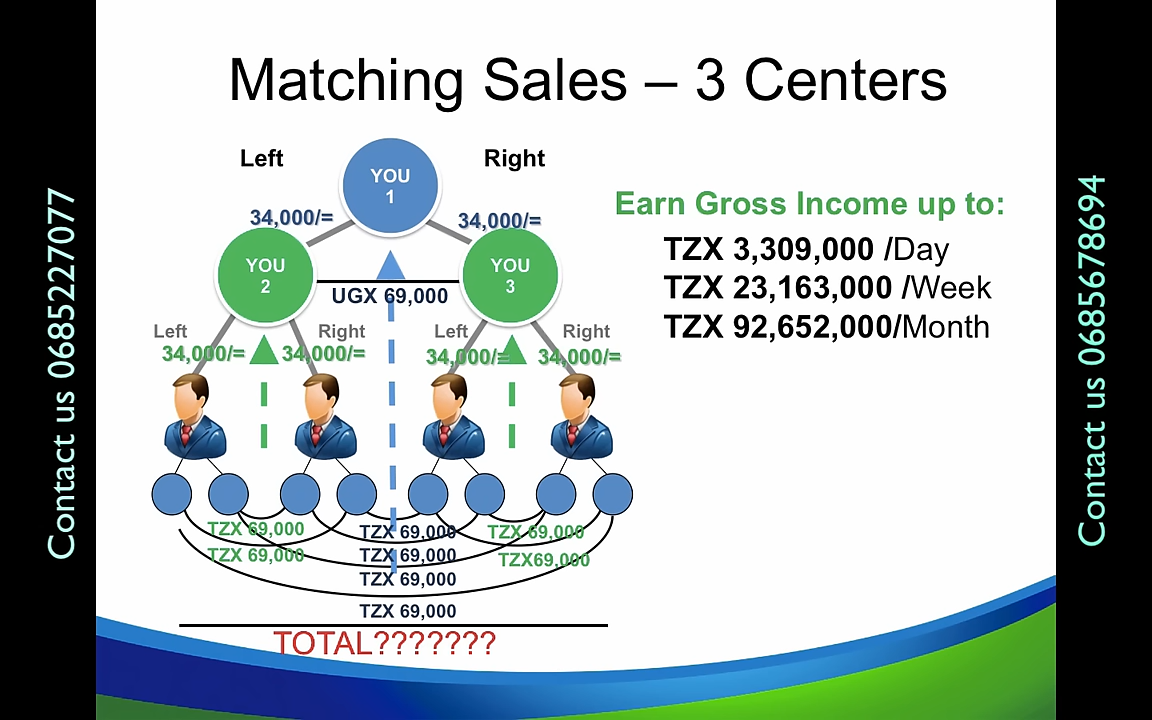 Matching Sales – 3 Centers
Left
Right
YOU
1
34,000/=
34,000/=
YOU
2
YOU
3
UGX 69,000
Left
Right
Left
Right
34,000/=
34,000/=
34,000/=
34,000/=
TZX 69,000
TZX 69,000
TZX 69,000
TZX 69,000
TZX 69,000
TZX69,000
TZX 69,000
TZX 69,000
TOTAL???????
Earn Gross Income up to:
TZX 3,309,000 /Day
TZX 23,163,000 /Week
TZX 92,652,000/Month
Contact us 0685227077
Contact us 0685678694